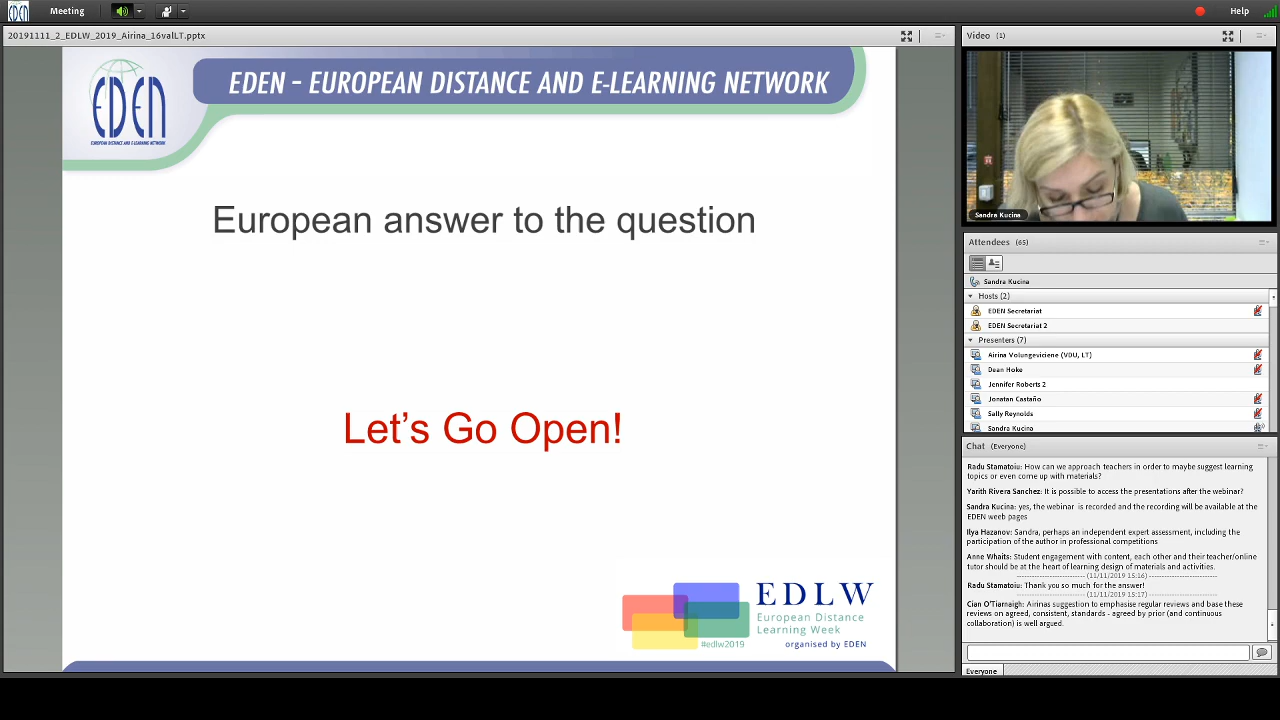 Meeting
Help
20191111_2_EDLW_2019_Airina_16valLT.pptx
EDEN
EUROPEAN DISTANCE AND E-LEARNING NETWORK
EDEN – EUROPEAN DISTANCE AND E-LEARNING NETWORK
European answer to the question
Let's Go Open!
EDLW
European Distance
Learning Week
#edlw2019
organised by EDEN
Video (1)
Sandra Kucina
Attendees (65)
Sandra Kucina
Hosts (2)
EDEN Secretariat
EDEN Secretariat 2
Presenters (7)
Airina Volungeviciene (VDU, LT)
Dean Hoke
Jennifer Roberts 2
Jonatan Castaño
Sally Reynolds
Sandra Kucina
Chat (Everyone)
Radu Stamatoiu: How can we approach teachers in order to maybe suggest learning
topics or even come up with materials?
Yarith Rivera Sanchez: It is possible to access the presentations after the webinar?
Sandra Kucina: yes, the webinar is recorded and the recording will be available at the
EDEN weeb pages
Ilya Hazanov: Sandra, perhaps an independent expert assessment, including the
participation of the author in professional competitions
Anne Whaits: Student engagement with content, each other and their teacher/online
tutor should be at the heart of learning design of materials and activities.
------------------ (11/11/2019 15:16) ------------------
Radu Stamatoiu: Thank you so much for the answer!
------------------ (11/11/2019 15:17) ------------------
Cian O'Tiarnaigh: Airinas suggestion to emphasise regular reviews and base these
reviews on agreed, consistent, standards - agreed by prior (and continuous
collaboration) is well argued.
Everyone